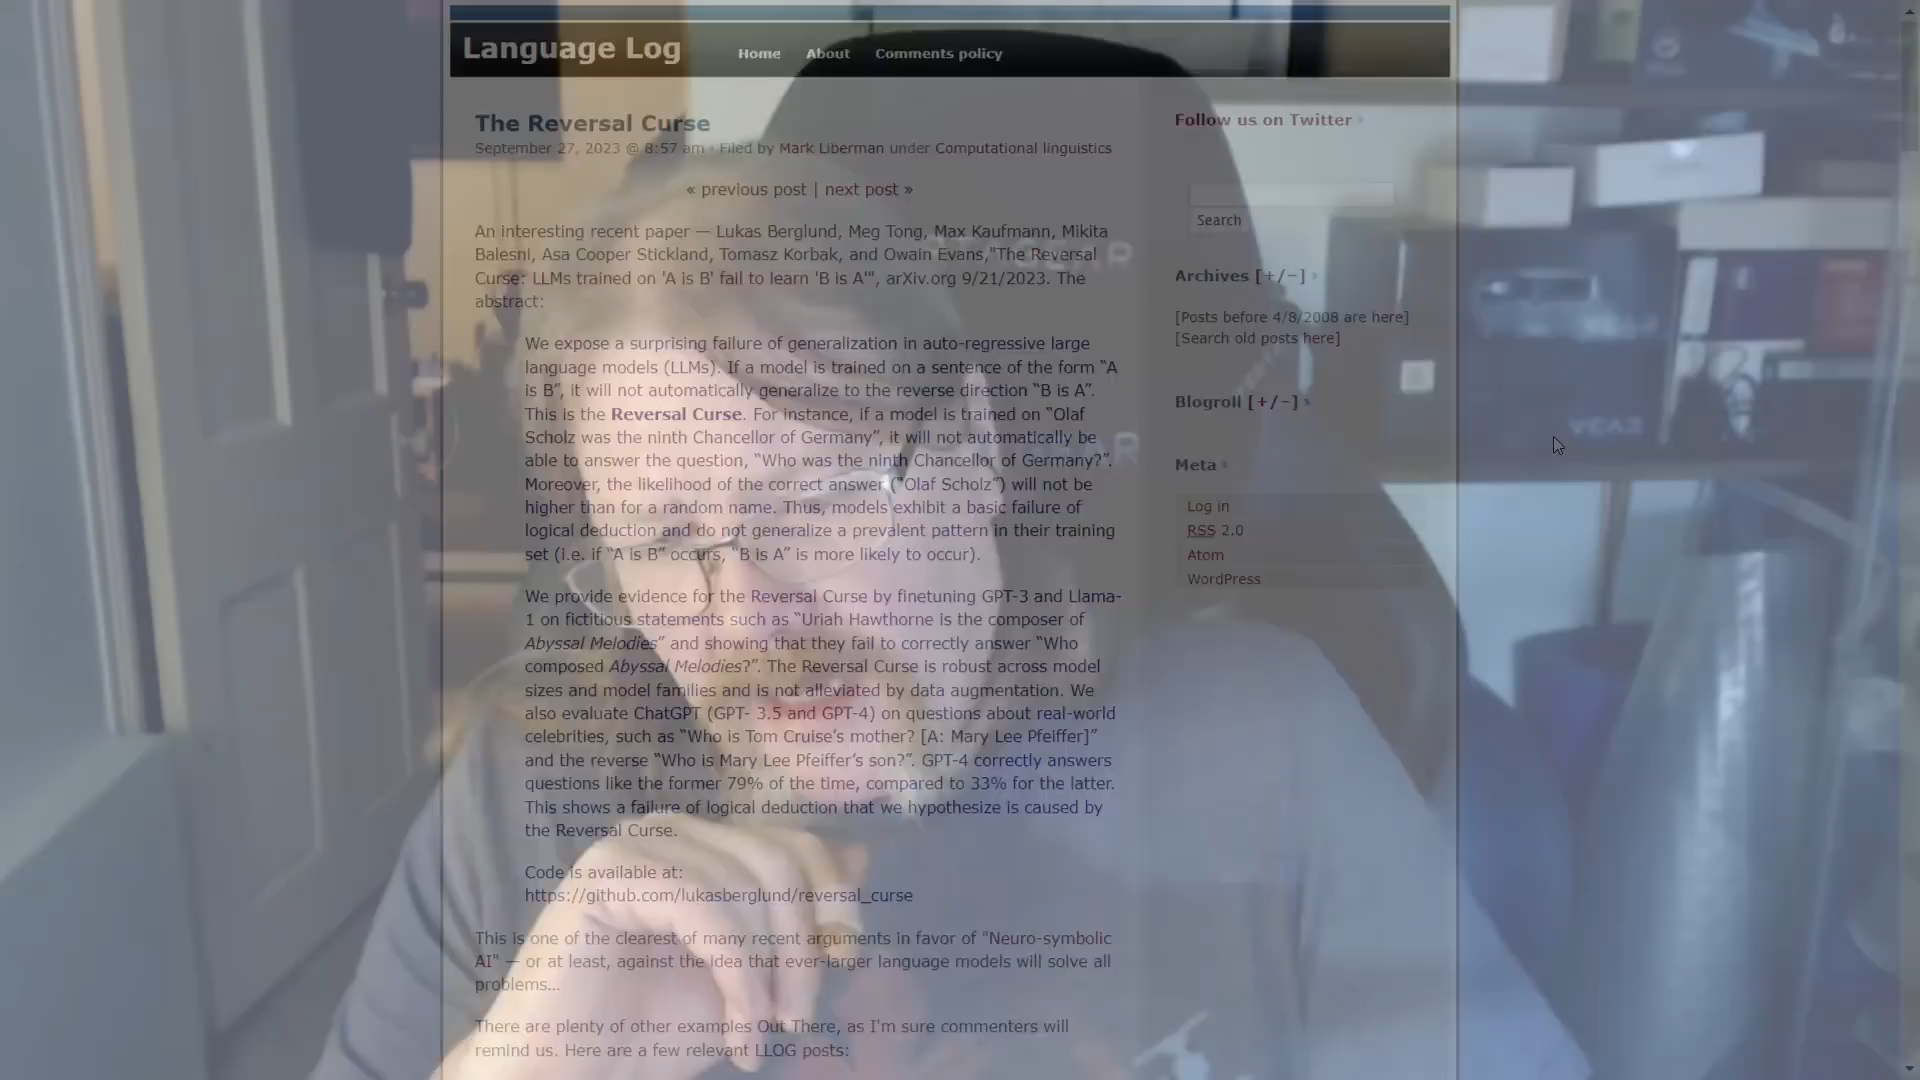 Language Log
Home About Comments policy
The Reversal Curse
September 27, 2023 @ 8:57 am · Filed by Mark Liberman under Computational linguistics
« previous post | next post »
An interesting recent paper — Lukas Berglund, Meg Tong, Max Kaufmann, Mikita
Balesni, Asa Cooper Stickland, Tomasz Korbak, and Owain Evans,"The Reversal
Curse: LLMs trained on 'A is B' fail to learn 'B is A'", arXiv.org 9/21/2023. The
abstract:
We expose a surprising failure of generalization in auto-regressive large
language models (LLMs). If a model is trained on a sentence of the form “A
is B”, it will not automatically generalize to the reverse direction “B is A”.
This is the Reversal Curse. For instance, if a model is trained on “Olaf
Scholz was the ninth Chancellor of Germany”, it will not automatically be
able to answer the question, “Who was the ninth Chancellor of Germany?”.
Moreover, the likelihood of the correct answer (“Olaf Scholz”) will not be
higher than for a random name. Thus, models exhibit a basic failure of
logical deduction and do not generalize a prevalent pattern in their training
set (i.e. if “A is B” occurs, “B is A” is more likely to occur).
We provide evidence for the Reversal Curse by finetuning GPT-3 and Llama-
1 on fictitious statements such as “Uriah Hawthorne is the composer of
Abyssal Melodies” and showing that they fail to correctly answer “Who
composed Abyssal Melodies?”. The Reversal Curse is robust across model
sizes and model families and is not alleviated by data augmentation. We
also evaluate ChatGPT (GPT- 3.5 and GPT-4) on questions about real-world
celebrities, such as “Who is Tom Cruise’s mother? [A: Mary Lee Pfeiffer]”
and the reverse “Who is Mary Lee Pfeiffer’s son?”. GPT-4 correctly answers
questions like the former 79% of the time, compared to 33% for the latter.
This shows a failure of logical deduction that we hypothesize is caused by
the Reversal Curse.
Code is available at:
https://github.com/lukasberglund/reversal_curse
This is one of the clearest of many recent arguments in favor of "Neuro-symbolic
AI" — or at least, against the idea that ever-larger language models will solve all
problems…
There are plenty of other examples Out There, as I'm sure commenters will
remind us. Here are a few relevant LLOG posts:
Follow us on Twitter
Search
Archives [+/−]
[Posts before 4/8/2008 are here]
[Search old posts here]
Blogroll [+/−]
Meta
Log in
RSS 2.0
Atom
WordPress